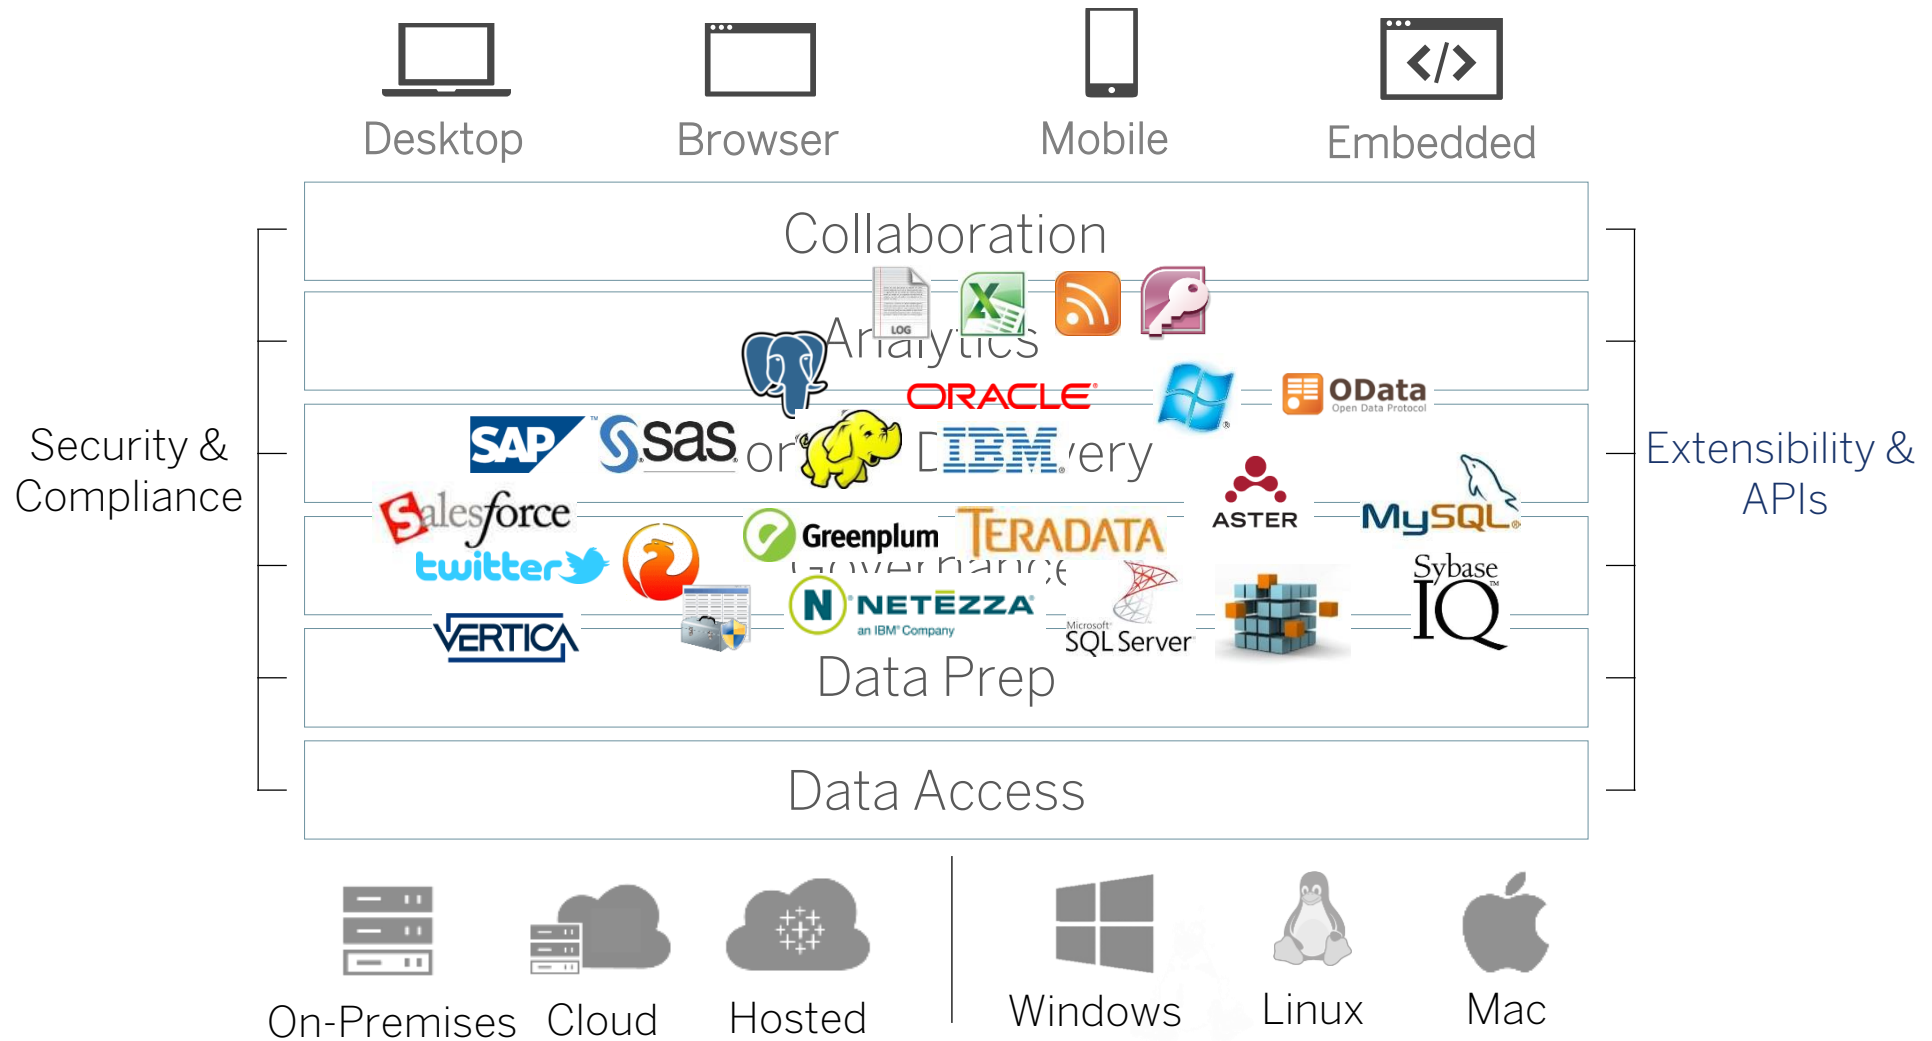 Desktop
Browser
Mobile
Embedded
Collaboration
LOG
Analytics
ORACLE
OData
Open Data Protocol
SAP
™
sas
IBM
Security &
Compliance
Extensibility &
APIs
Salesforce
twitter
Greenplum
TERADATA
ASTER
MySQL
Governance
Sybase
IQ
VERTICA
N
NETEZZA
an IBM® Company
Microsoft®
SQL Server
Data Prep
Data Access
On-Premises
Cloud
Hosted
Windows
Linux
Mac